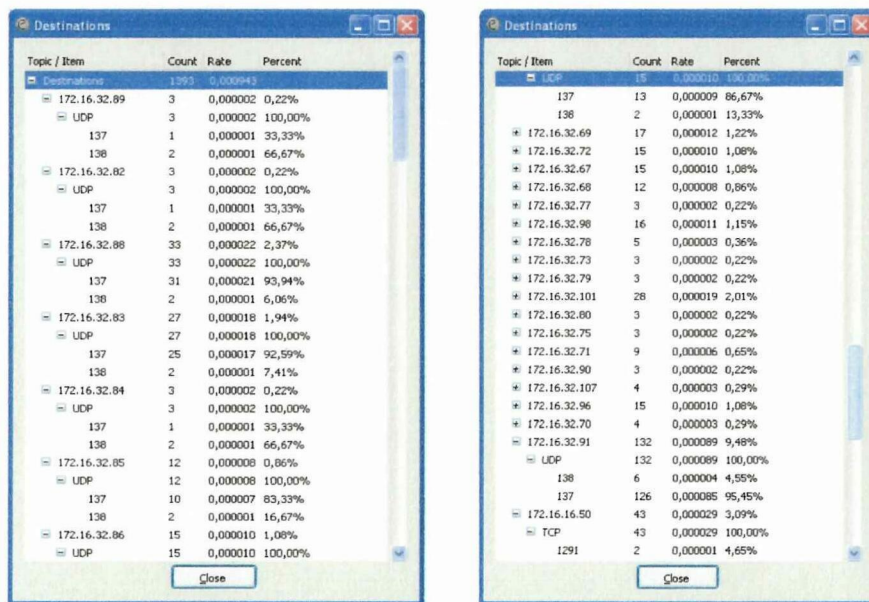 Destinations
Topic / Item Count Rate Percent
Destinations 1393 0,000943
172.16.32.89 3 0,000002 0,22%
UDP 3 0,000002 100,00%
137 1 0,000001 33,33%
138 2 0,000001 66,67%
172.16.32.82 3 0,000002 0,22%
UDP 3 0,000002 100,00%
137 1 0,000001 33,33%
138 2 0,000001 66,67%
172.16.32.88 33 0,000022 2,37%
UDP 33 0,000022 100,00%
137 31 0,000021 93,94%
138 2 0,000001 6,06%
172.16.32.83 27 0,000018 1,94%
UDP 27 0,000018 100,00%
137 25 0,000017 92,59%
138 2 0,000001 7,41%
172.16.32.84 3 0,000002 0,22%
UDP 3 0,000002 100,00%
137 1 0,000001 33,33%
138 2 0,000001 66,67%
172.16.32.85 12 0,000008 0,86%
UDP 12 0,000008 100,00%
137 10 0,000007 83,33%
138 2 0,000001 16,67%
172.16.32.86 15 0,000010 1,08%
UDP 15 0,000010 100,00%
Close
Destinations
Topic / Item Count Rate Percent
UDP 15 0,000010 100,00%
137 13 0,000009 86,67%
138 2 0,000001 13,33%
172.16.32.69 17 0,000012 1,22%
172.16.32.72 15 0,000010 1,08%
172.16.32.67 15 0,000010 1,08%
172.16.32.68 12 0,000008 0,86%
172.16.32.77 3 0,000002 0,22%
172.16.32.98 16 0,000011 1,15%
172.16.32.78 5 0,000003 0,36%
172.16.32.73 3 0,000002 0,22%
172.16.32.79 3 0,000002 0,22%
172.16.32.101 28 0,000019 2,01%
172.16.32.80 3 0,000002 0,22%
172.16.32.75 3 0,000002 0,22%
172.16.32.71 9 0,000006 0,65%
172.16.32.90 3 0,000002 0,22%
172.16.32.107 4 0,000003 0,29%
172.16.32.96 15 0,000010 1,08%
172.16.32.70 4 0,000003 0,29%
172.16.32.91 132 0,000089 9,48%
UDP 132 0,000089 100,00%
138 6 0,000004 4,55%
137 126 0,000085 95,45%
172.16.16.50 43 0,000029 3,09%
TCP 43 0,000029 100,00%
1291 2 0,000001 4,65%
Close